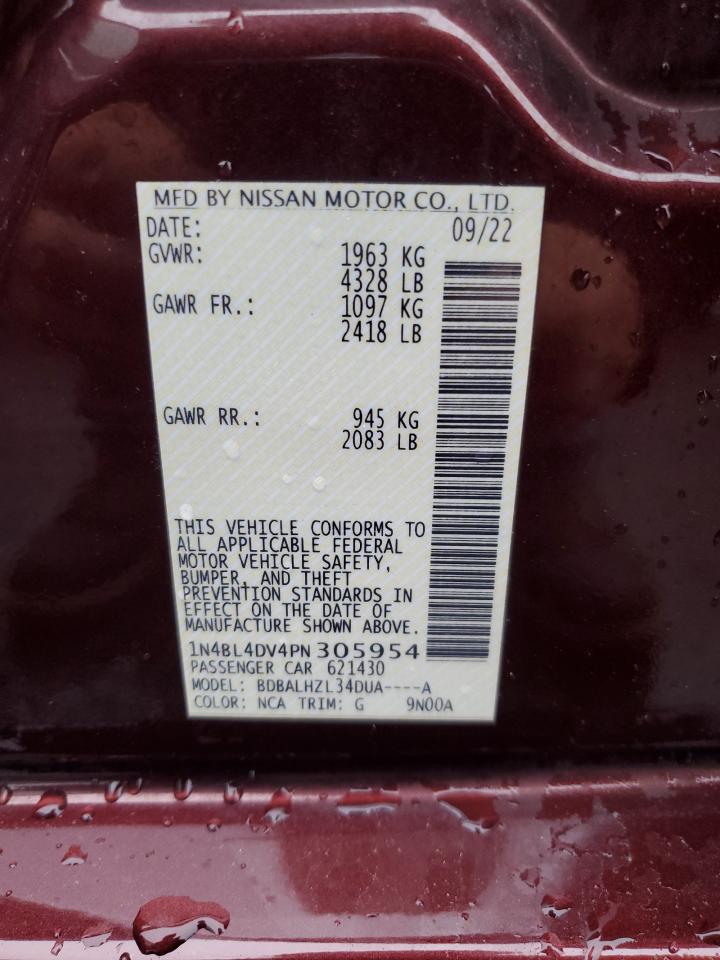 MFD BY NISSAN MOTOR CO., LTD.
DATE: 09/22
GVWR: 1963 KG
4328 LB
GAWR FR.: 1097 KG
2418 LB
GAWR RR.: 945 KG
2083 LB
THIS VEHICLE CONFORMS TO
ALL APPLICABLE FEDERAL
MOTOR VEHICLE SAFETY,
BUMPER, AND THEFT
PREVENTION STANDARDS IN
EFFECT ON THE DATE OF
MANUFACTURE SHOWN ABOVE.
1N4BL4DV4PN305954
PASSENGER CAR 621430
MODEL: BDBALHZL34DUA----A
COLOR: NCA TRIM: G 9N00A